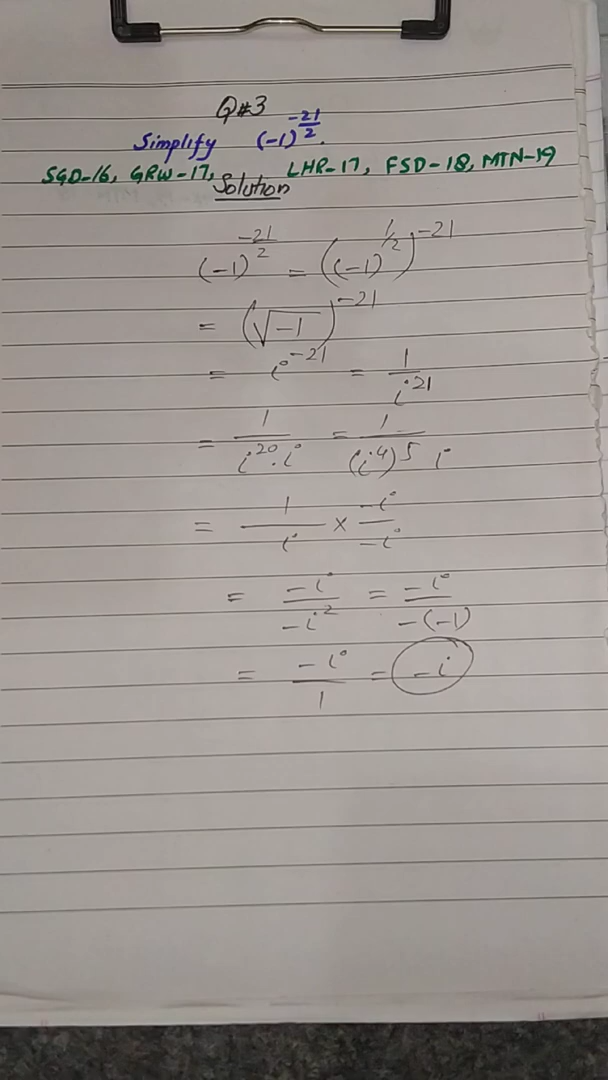 Q#3
Simplify (-1)^{-21/2}.
SGD-16, GRW-17, LHR-17, FSD-18, MTN-19
Solution
(-1)^{-21/2} = ((-1)^{1/2})^{-21}
= (√-1)^{-21}
= i^{-21} = 1/i^{21}
= 1/(i^{20}·i) = 1/((i^4)^5 i)
= 1/i × -i/-i
= -i/-i^2 = -i/-(-1)
= -i/1 = -i